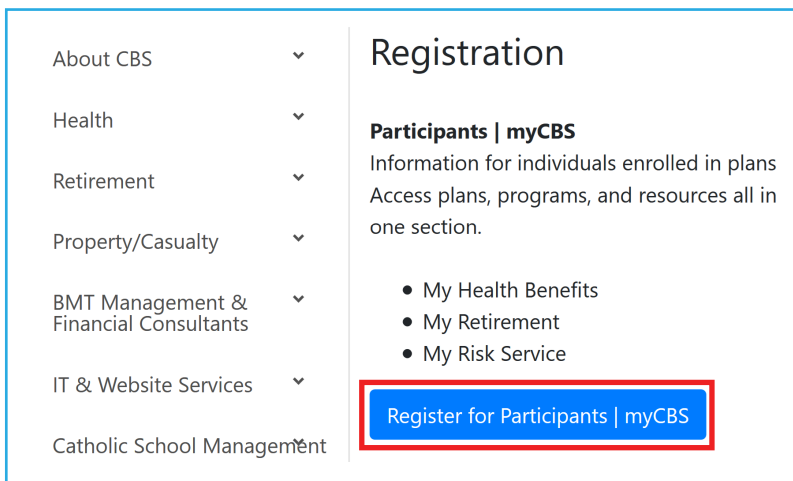 About CBS
Health
Retirement
Property/Casualty
BMT Management &
Financial Consultants
IT & Website Services
Catholic School Management
Registration
Participants | myCBS
Information for individuals enrolled in plans
Access plans, programs, and resources all in
one section.
• My Health Benefits
• My Retirement
• My Risk Service
Register for Participants | myCBS